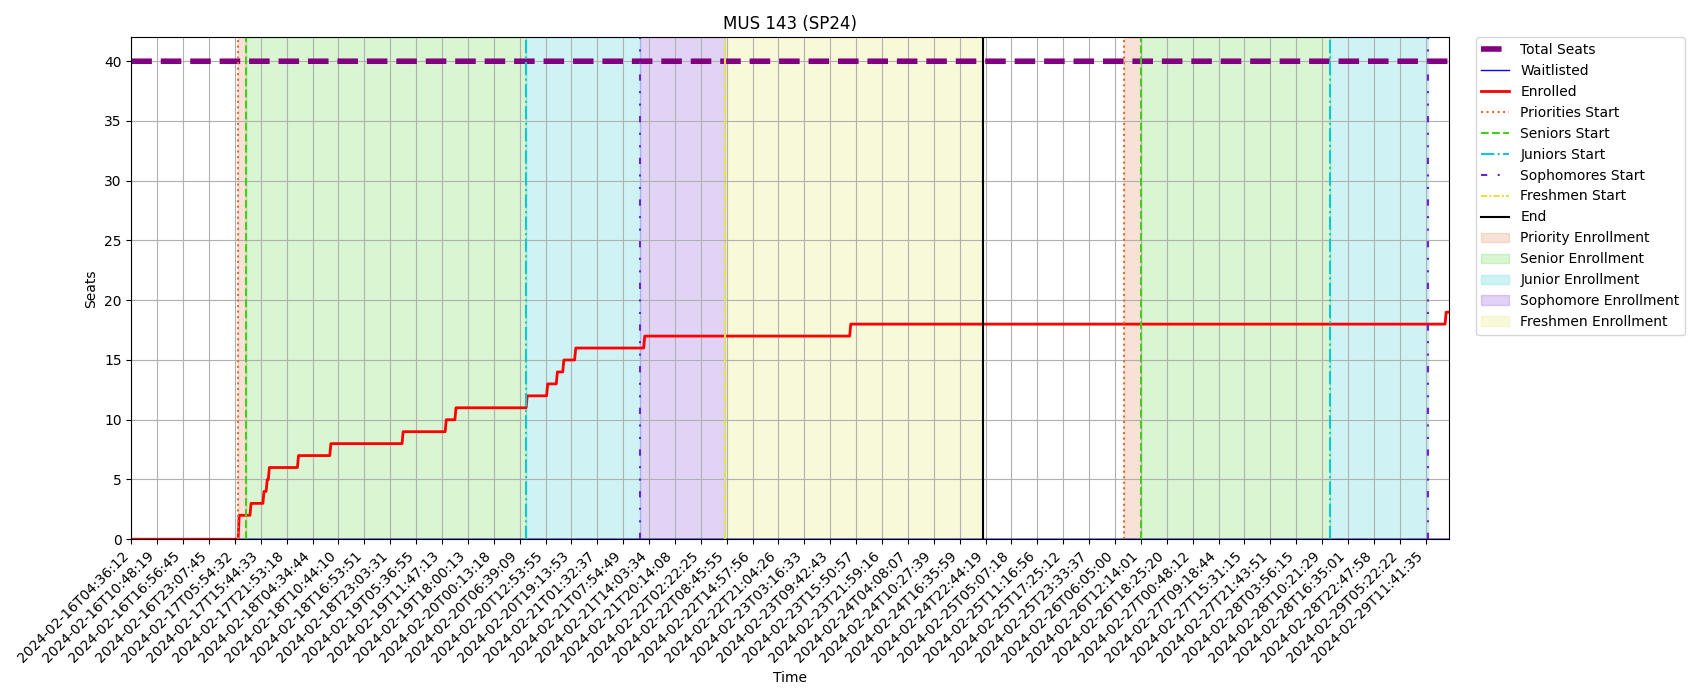 MUS 143 (SP24)
Seats
40
35
30
25
20
15
10
5
0
2024-02-16T04:36:12
2024-02-16T10:48:19
2024-02-16T16:56:45
2024-02-16T23:07:45
2024-02-17T05:54:32
2024-02-17T15:44:33
2024-02-17T21:53:18
2024-02-18T04:34:44
2024-02-18T10:44:10
2024-02-18T16:53:51
2024-02-18T23:03:31
2024-02-19T05:36:55
2024-02-19T11:47:13
2024-02-19T18:00:13
2024-02-20T00:13:18
2024-02-20T06:39:09
2024-02-20T12:53:55
2024-02-20T19:13:53
2024-02-21T01:32:37
2024-02-21T07:54:49
2024-02-21T14:03:34
2024-02-21T20:14:08
2024-02-22T02:22:25
2024-02-22T08:45:55
2024-02-22T14:57:56
2024-02-22T21:04:26
2024-02-23T03:16:33
2024-02-23T09:42:43
2024-02-23T15:50:57
2024-02-23T21:59:16
2024-02-24T04:08:07
2024-02-24T10:27:39
2024-02-24T16:35:59
2024-02-24T22:44:19
2024-02-25T05:07:18
2024-02-25T11:16:56
2024-02-25T17:25:12
2024-02-25T23:33:37
2024-02-26T06:05:00
2024-02-26T12:14:01
2024-02-26T18:25:20
2024-02-27T00:48:12
2024-02-27T09:18:44
2024-02-27T15:31:15
2024-02-27T21:43:51
2024-02-28T03:56:15
2024-02-28T10:21:29
2024-02-28T16:35:01
2024-02-28T22:47:58
2024-02-29T05:22:22
2024-02-29T11:41:35
Time
Total Seats
Waitlisted
Enrolled
Priorities Start
Seniors Start
Juniors Start
Sophomores Start
Freshmen Start
End
Priority Enrollment
Senior Enrollment
Junior Enrollment
Sophomore Enrollment
Freshmen Enrollment